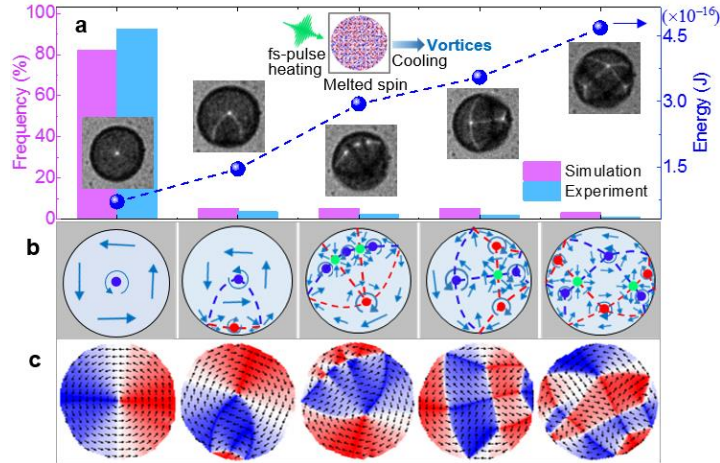 100
80
60
40
20
0
Frequency (%)
a
fs-pulse
heating
Melted spin
Vortices
Cooling
(×10⁻¹⁶)
4.5
3.0
1.5
Energy (J)
Simulation
Experiment
b
c